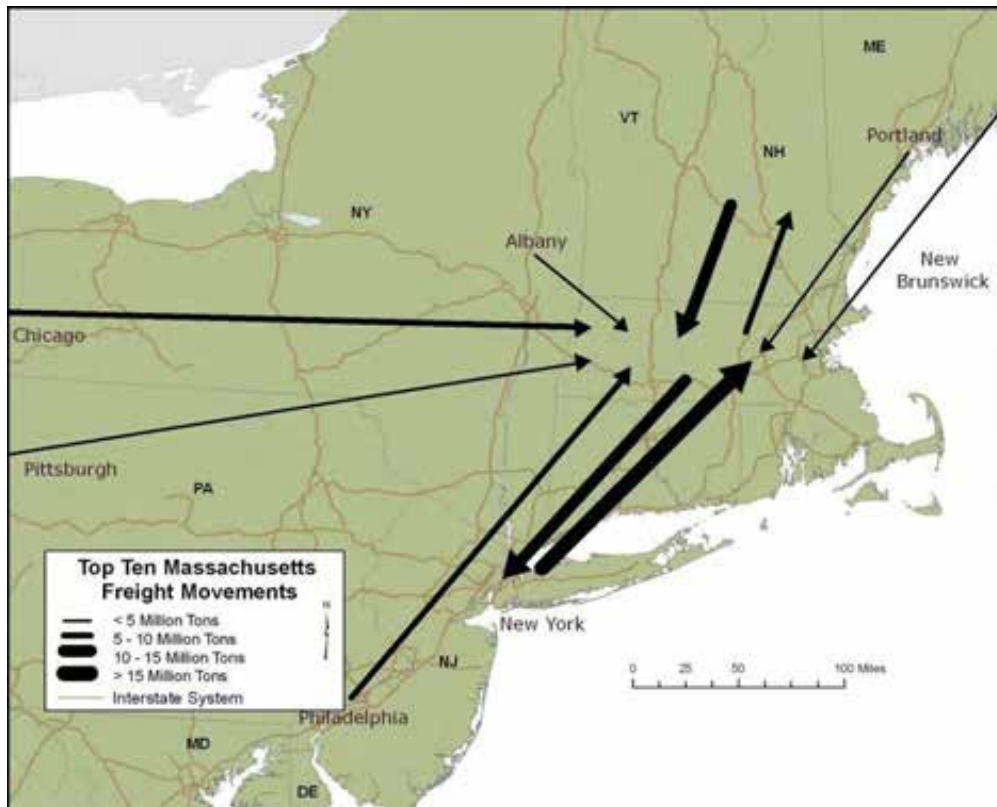 ME
VT
Portland
NH
NY
Albany
New
Brunswick
Chicago
Pittsburgh
PA
Top Ten Massachusetts
Freight Movements
< 5 Million Tons
5 - 10 Million Tons
10 - 15 Million Tons
> 15 Million Tons
Interstate System
New York
NJ
0 25 50 100 Miles
Philadelphia
MD
DE